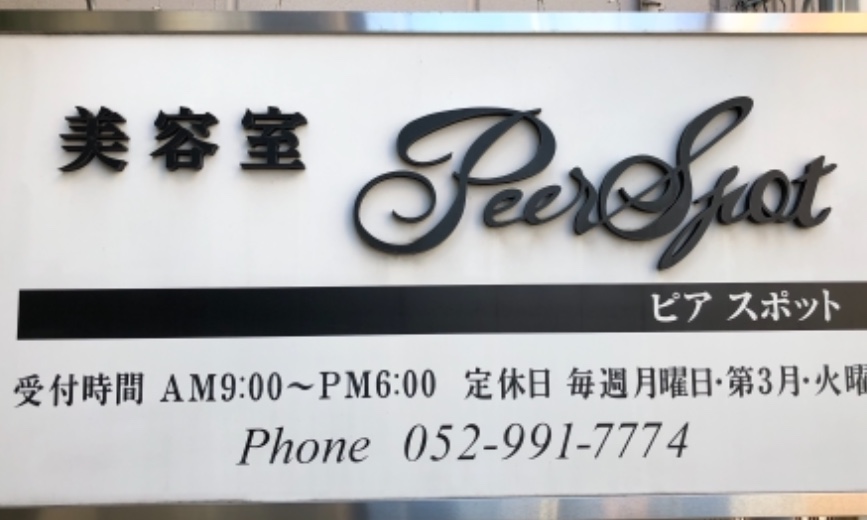 美容室 PeerSpot
ピア スポット
受付時間 AM9:00～PM6:00 定休日 毎週月曜日・第3月・火曜
Phone 052-991-7774